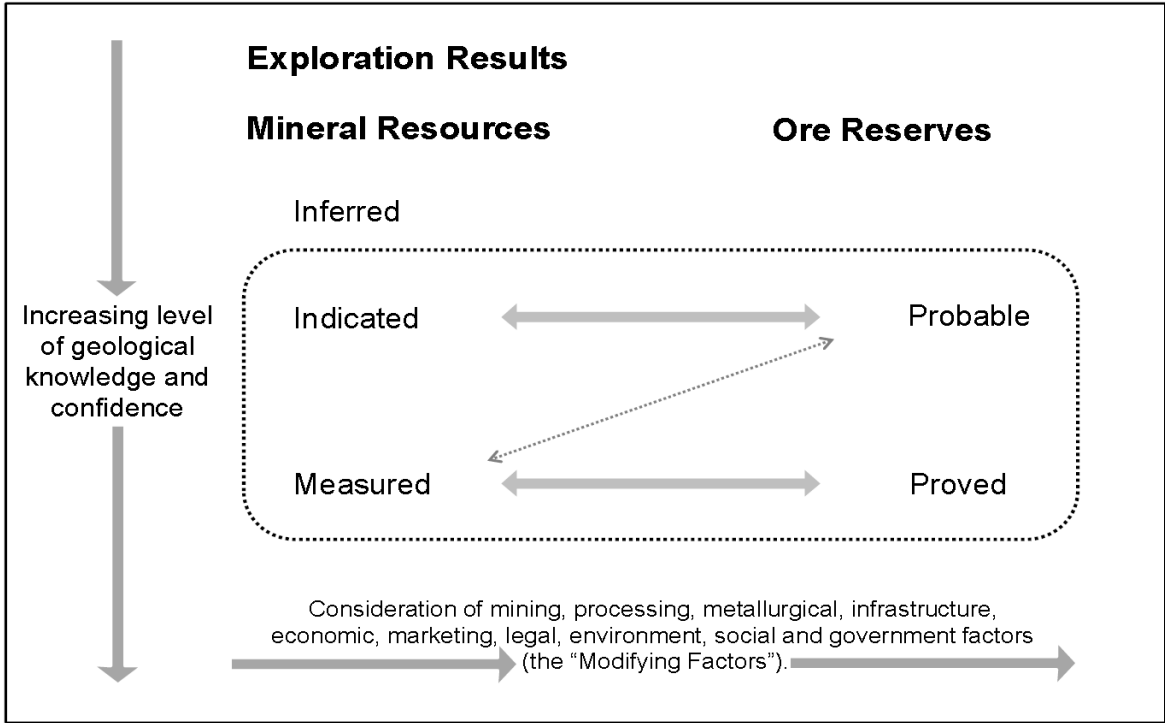 Exploration Results
Mineral Resources
Ore Reserves
Inferred
Increasing level
of geological
knowledge and
confidence
Indicated
Probable
Measured
Proved
Consideration of mining, processing, metallurgical, infrastructure,
economic, marketing, legal, environment, social and government factors
(the “Modifying Factors”).